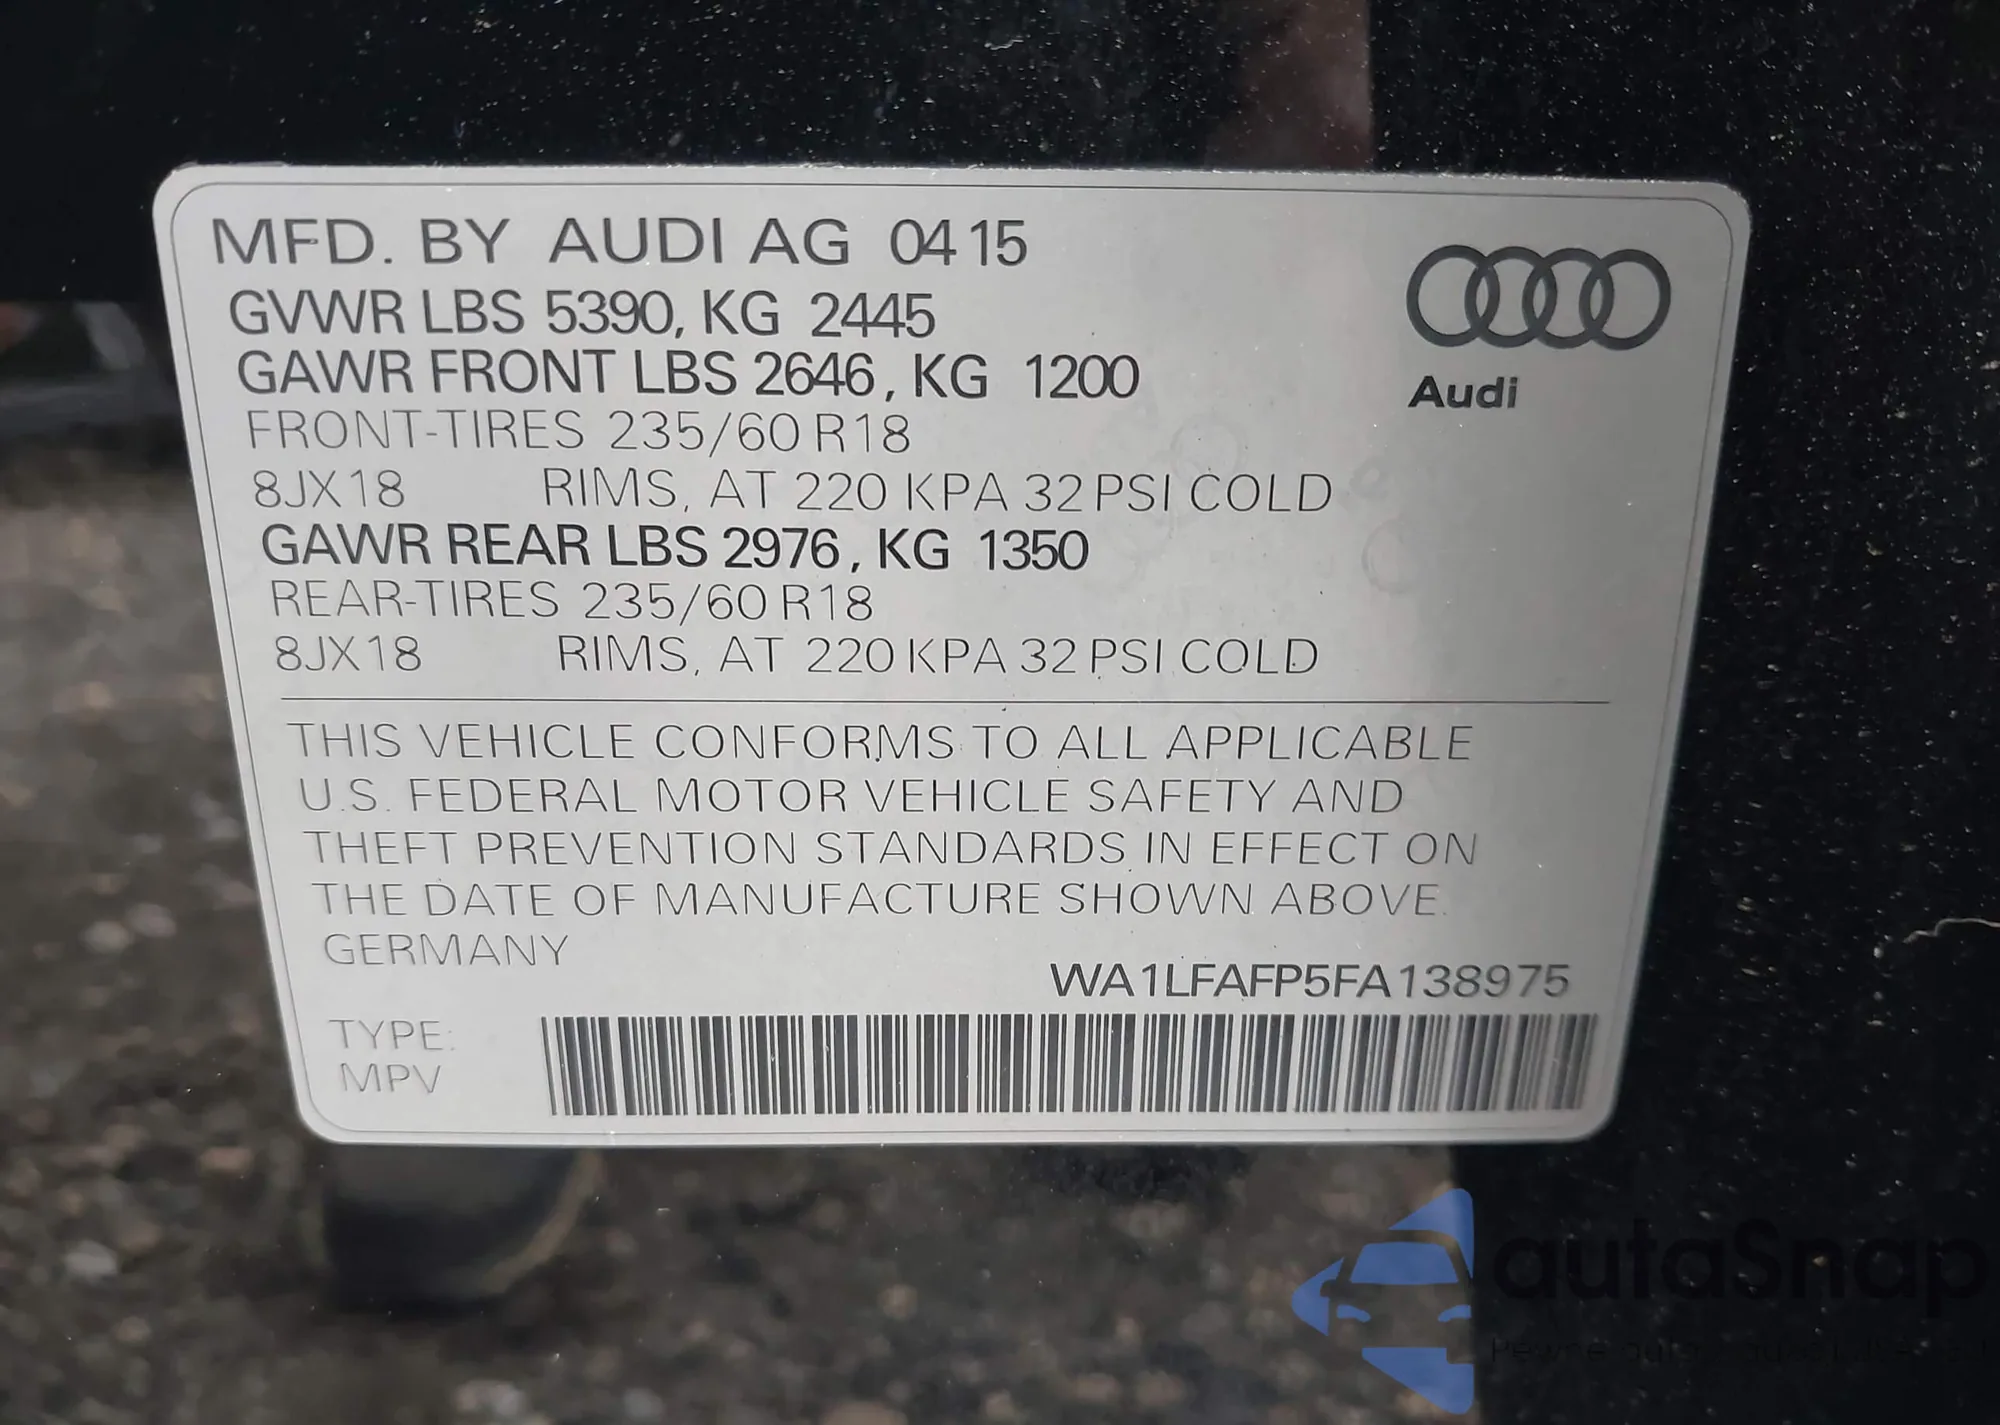 MFD. BY AUDI AG 04 15
GVWR LBS 5390, KG 2445
GAWR FRONT LBS 2646, KG 1200
FRONT-TIRES 235/60 R18
8JX18 RIMS, AT 220 KPA 32 PSI COLD
GAWR REAR LBS 2976, KG 1350
REAR-TIRES 235/60 R18
8JX18 RIMS, AT 220 KPA 32 PSI COLD
Audi
THIS VEHICLE CONFORMS TO ALL APPLICABLE
U.S. FEDERAL MOTOR VEHICLE SAFETY AND
THEFT PREVENTION STANDARDS IN EFFECT ON
THE DATE OF MANUFACTURE SHOWN ABOVE.
GERMANY
WA1LFAFP5FA138975
TYPE:
MPV
autaSnap